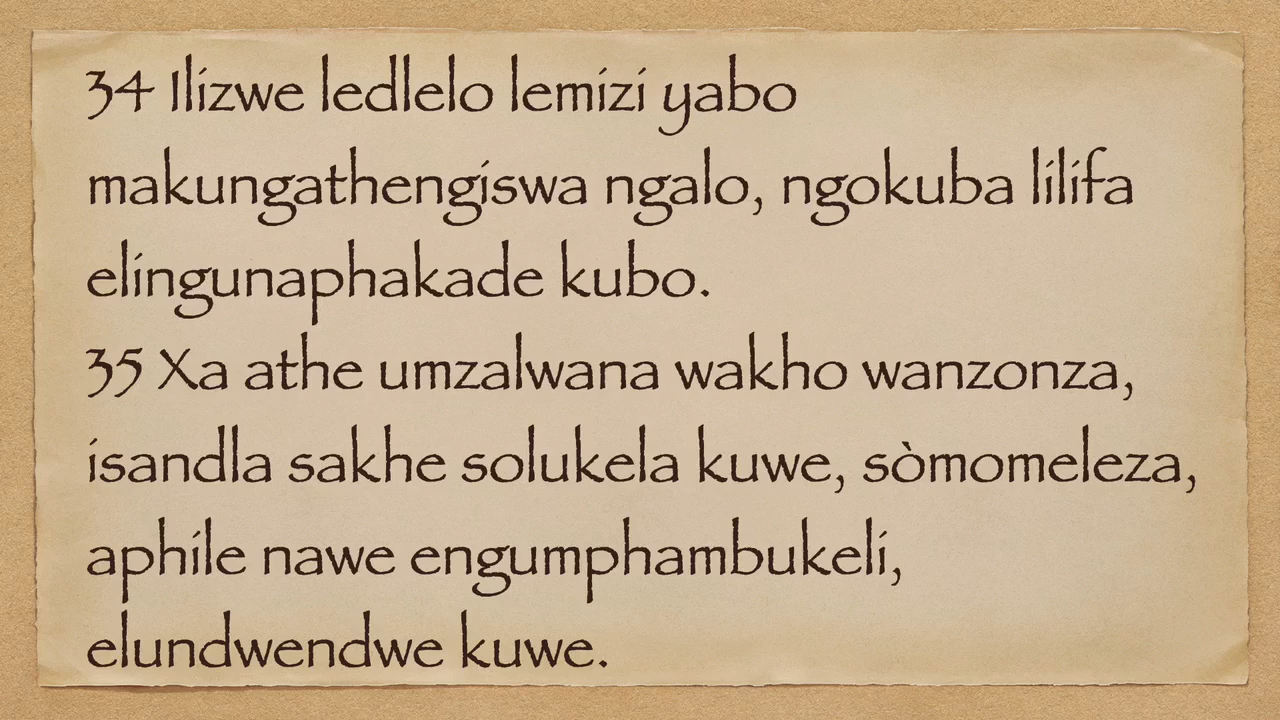 34 Ilizwe ledlelo lemizi yabo
makungathengiswa ngalo, ngokuba lilifa
elingunaphakade kubo.
35 Xa athe umzalwana wakho wanzonza,
isandla sakhe solukela kuwe, sòmomeleza,
aphile nawe engumphambukeli,
elundwendwe kuwe.